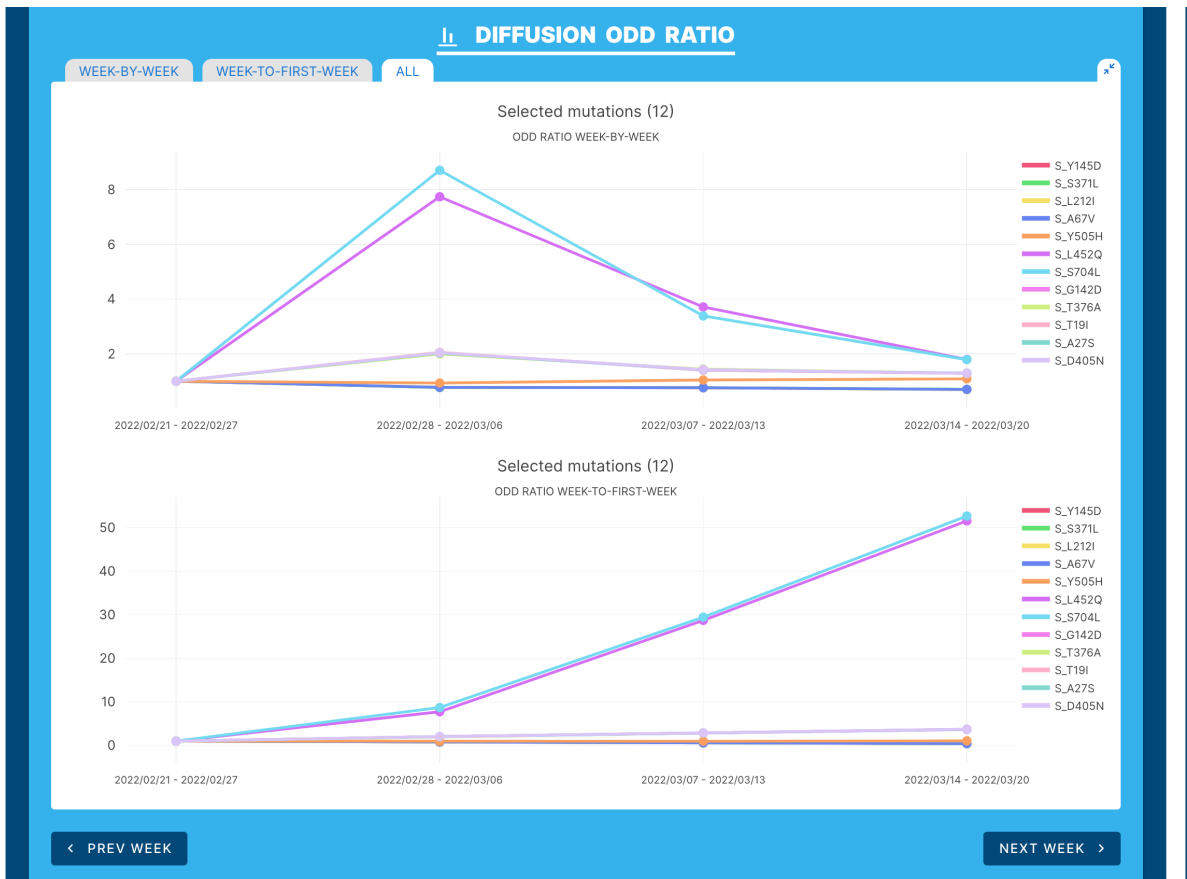 DIFFUSION ODD RATIO
WEEK-BY-WEEK
WEEK-TO-FIRST-WEEK
ALL
Selected mutations (12)
ODD RATIO WEEK-BY-WEEK
8
6
4
2
2022/02/21 - 2022/02/27
2022/02/28 - 2022/03/06
2022/03/07 - 2022/03/13
2022/03/14 - 2022/03/20
S_Y145D
S_S371L
S_L212I
S_A67V
S_Y505H
S_L452Q
S_S704L
S_G142D
S_T376A
S_T19I
S_A27S
S_D405N
Selected mutations (12)
ODD RATIO WEEK-TO-FIRST-WEEK
50
40
30
20
10
0
2022/02/21 - 2022/02/27
2022/02/28 - 2022/03/06
2022/03/07 - 2022/03/13
2022/03/14 - 2022/03/20
S_Y145D
S_S371L
S_L212I
S_A67V
S_Y505H
S_L452Q
S_S704L
S_G142D
S_T376A
S_T19I
S_A27S
S_D405N
PREV WEEK
NEXT WEEK